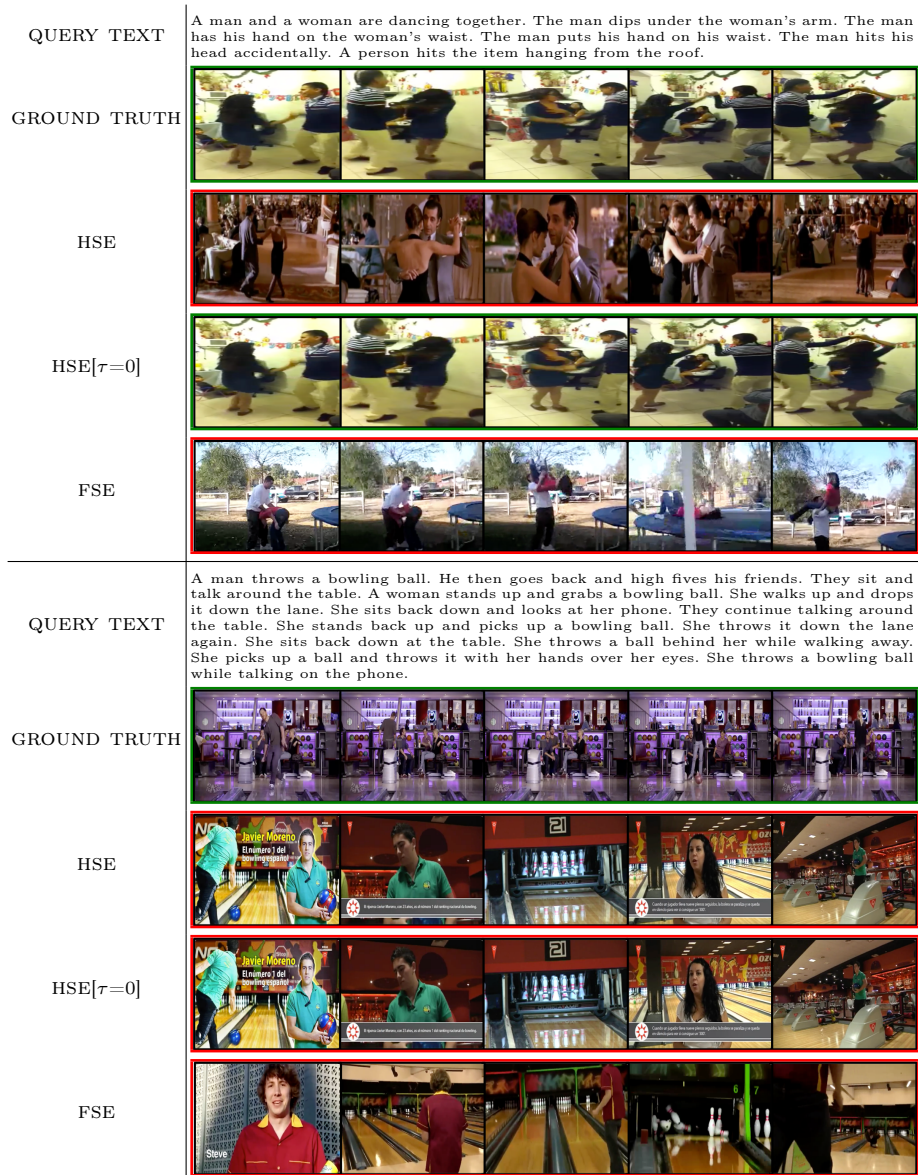 QUERY TEXT
A man and a woman are dancing together. The man dips under the woman's arm. The man
has his hand on the woman's waist. The man puts his hand on his waist. The man hits his
head accidentally. A person hits the item hanging from the roof.
GROUND TRUTH
HSE
HSE[τ=0]
FSE
QUERY TEXT
A man throws a bowling ball. He then goes back and high fives his friends. They sit and
talk around the table. A woman stands up and grabs a bowling ball. She walks up and drops
it down the lane. She sits back down and looks at her phone. They continue talking around
the table. She stands back up and picks up a bowling ball. She throws it down the lane
again. She sits back down at the table. She throws a ball behind her while walking away.
She picks up a ball and throws it with her hands over her eyes. She throws a bowling ball
while talking on the phone.
GROUND TRUTH
HSE
Javier Moreno
El número 1 del
bowling español
21
HSE[τ=0]
Javier Moreno
El número 1 del
bowling español
21
FSE
Steve
6 7